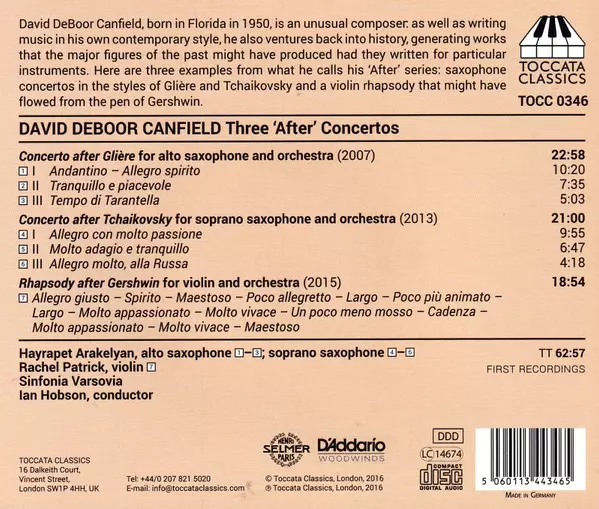 David DeBoor Canfield, born in Florida in 1950, is an unusual composer: as well as writing
music in his own contemporary style, he also ventures back into history, generating works
that the major figures of the past might have produced had they written for particular
instruments. Here are three examples from what he calls his 'After' series: saxophone
concertos in the styles of Glière and Tchaikovsky and a violin rhapsody that might have
flowed from the pen of Gershwin.
TOCCATA
CLASSICS
TOCC 0346
DAVID DEBOOR CANFIELD Three 'After' Concertos
Concerto after Glière for alto saxophone and orchestra (2007) 22:58
1 I Andantino – Allegro spirito 10:20
2 II Tranquillo e piacevole 7:35
3 III Tempo di Tarantella 5:03
Concerto after Tchaikovsky for soprano saxophone and orchestra (2013) 21:00
4 I Allegro con molto passione 9:55
5 II Molto adagio e tranquillo 6:47
6 III Allegro molto, alla Russa 4:18
Rhapsody after Gershwin for violin and orchestra (2015) 18:54
7 Allegro giusto – Spirito – Maestoso – Poco allegretto – Largo – Poco più animato –
Largo – Molto appassionato – Molto vivace – Un poco meno mosso – Cadenza –
Molto appassionato – Molto vivace – Maestoso
Hayrapet Arakelyan, alto saxophone 1–3; soprano saxophone 4–6 TT 62:57
Rachel Patrick, violin 7 FIRST RECORDINGS
Sinfonia Varsovia
Ian Hobson, conductor
TOCCATA CLASSICS
16 Dalkeith Court,
Vincent Street,
London SW1P 4HH, UK
Tel: +44/0 207 821 5020
E-mail: info@toccataclassics.com
HENRI
SELMER
PARIS
D'Addario
WOODWINDS
© Toccata Classics, London, 2016
℗ Toccata Classics, London, 2016
DDD
LC 14674
COMPACT
disc
DIGITAL AUDIO
5 060113 443465
MADE IN GERMANY